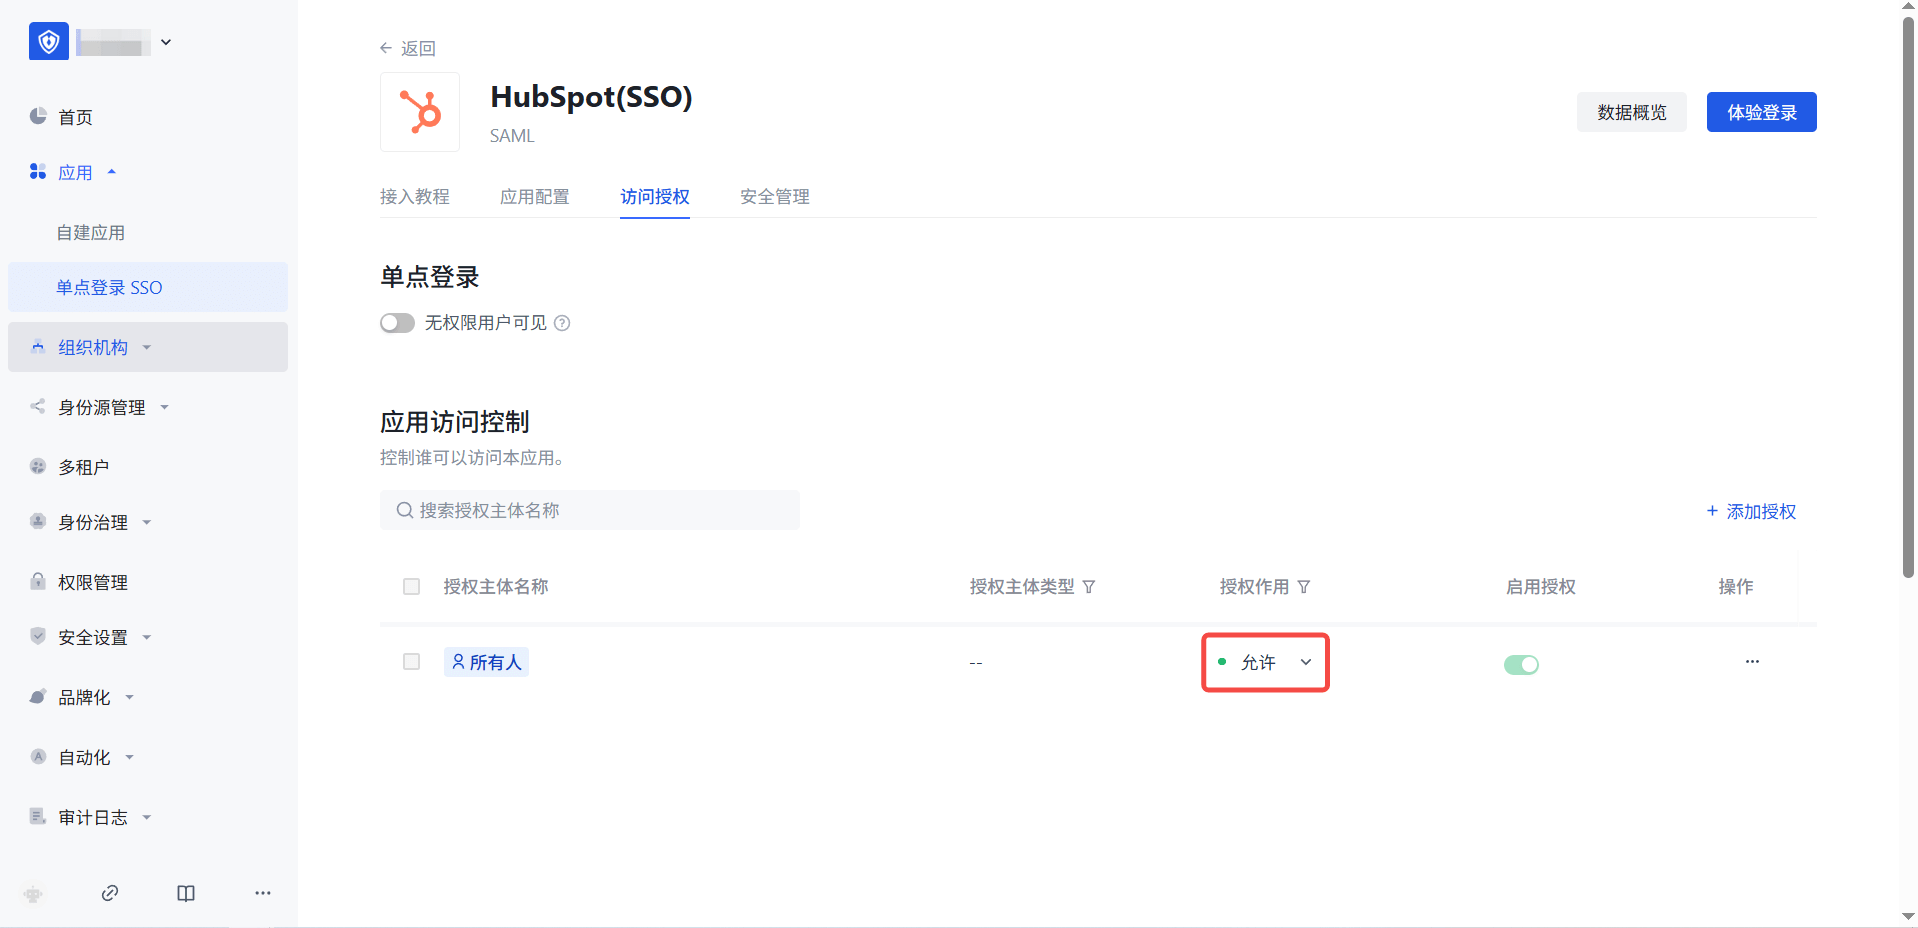 首页
应用
自建应用
单点登录 SSO
组织机构
身份源管理
多租户
身份治理
权限管理
安全设置
品牌化
自动化
审计日志
返回
HubSpot(SSO)
SAML
数据概览
体验登录
接入教程 应用配置 访问授权 安全管理
单点登录
无权限用户可见
应用访问控制
控制谁可以访问本应用。
搜索授权主体名称
+ 添加授权
授权主体名称 授权主体类型 授权作用 启用授权 操作
所有人 -- 允许